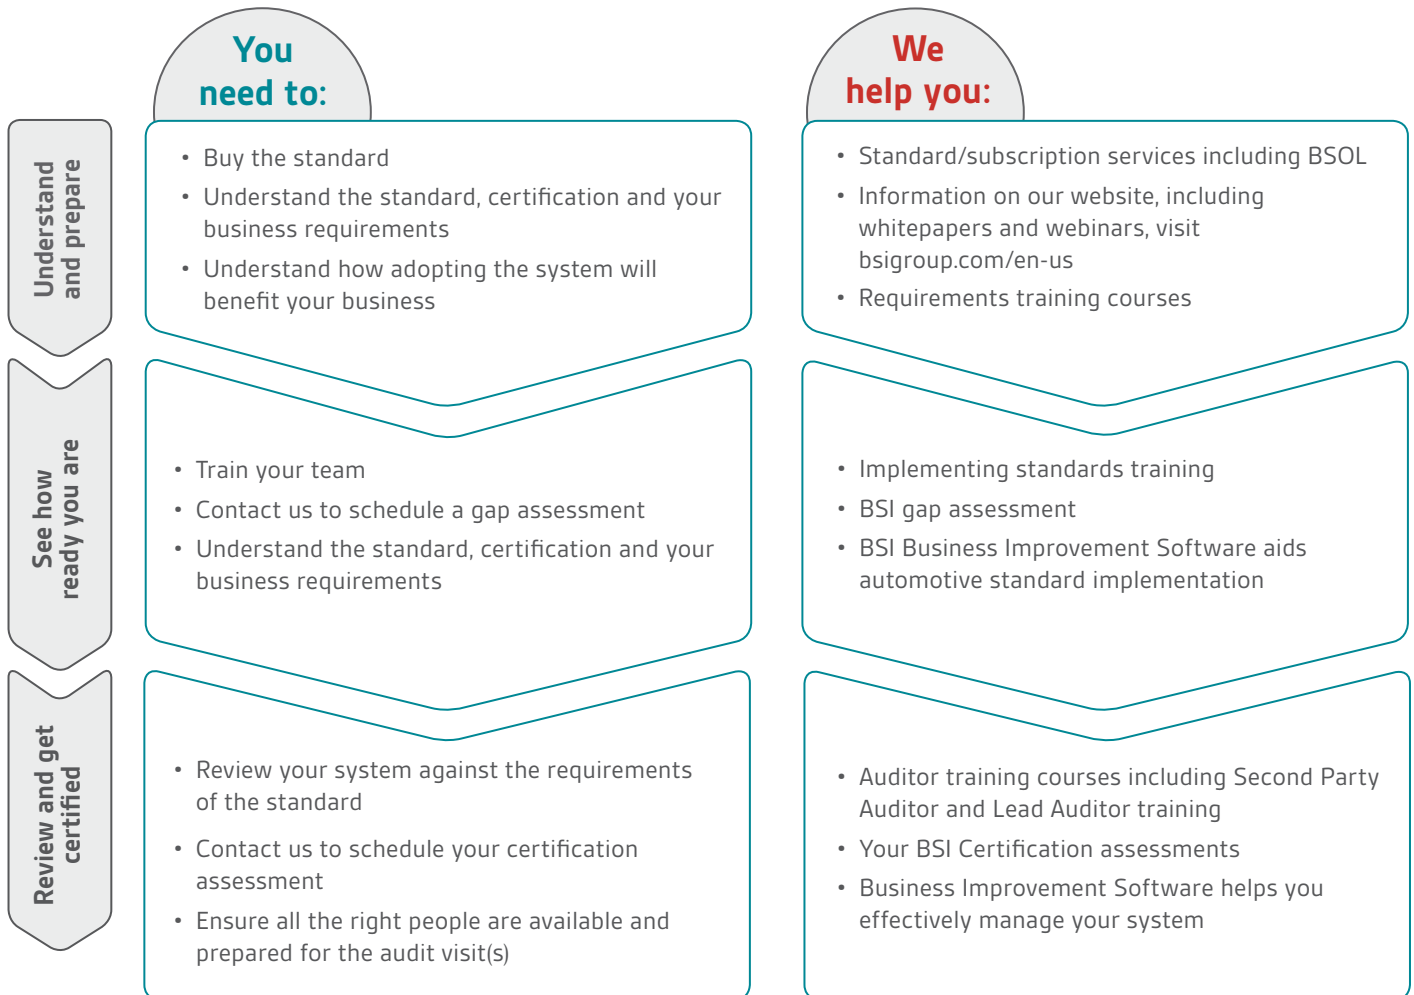 You
need to:
We
help you:
Understand
and prepare
• Buy the standard
• Understand the standard, certification and your
business requirements
• Understand how adopting the system will
benefit your business
• Standard/subscription services including BSOL
• Information on our website, including
whitepapers and webinars, visit
bsigroup.com/en-us
• Requirements training courses
See how
ready you are
• Train your team
• Contact us to schedule a gap assessment
• Understand the standard, certification and your
business requirements
• Implementing standards training
• BSI gap assessment
• BSI Business Improvement Software aids
automotive standard implementation
Review and get
certified
• Review your system against the requirements
of the standard
• Contact us to schedule your certification
assessment
• Ensure all the right people are available and
prepared for the audit visit(s)
• Auditor training courses including Second Party
Auditor and Lead Auditor training
• Your BSI Certification assessments
• Business Improvement Software helps you
effectively manage your system